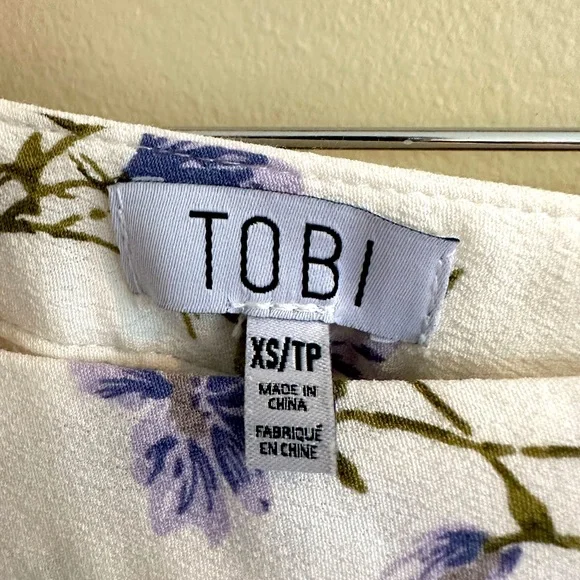 TOBI
XS/TP
MADE IN
CHINA
FABRIQUÉ
EN CHINE